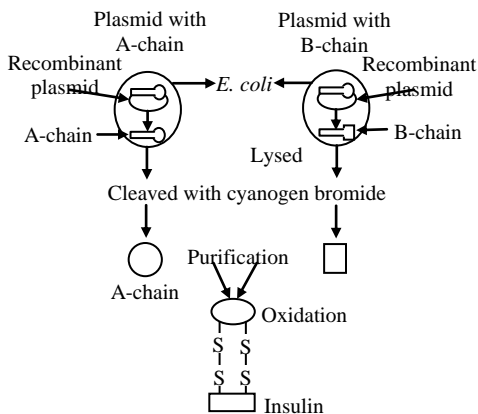 Plasmid with
A-chain
Plasmid with
B-chain
Recombinant
plasmid
E. coli
Recombinant
plasmid
A-chain
B-chain
Lysed
Cleaved with cyanogen bromide
A-chain
Purification
Oxidation
S S
S S
Insulin